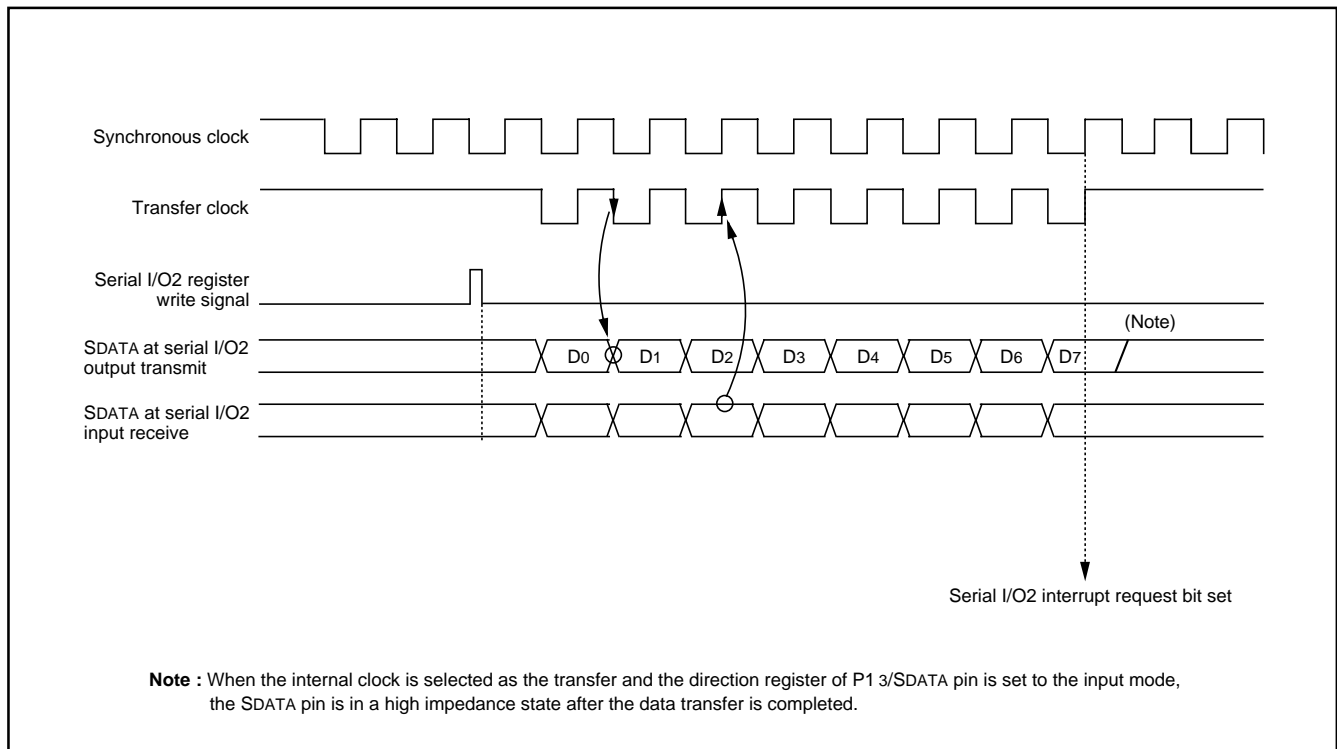 Synchronous clock
Transfer clock
Serial I/O2 register
write signal
(Note)
SDATA at serial I/O2
output transmit
D0 D1 D2 D3 D4 D5 D6 D7
SDATA at serial I/O2
input receive
Serial I/O2 interrupt request bit set
Note : When the internal clock is selected as the transfer and the direction register of P1 3/SDATA pin is set to the input mode,
the SDATA pin is in a high impedance state after the data transfer is completed.